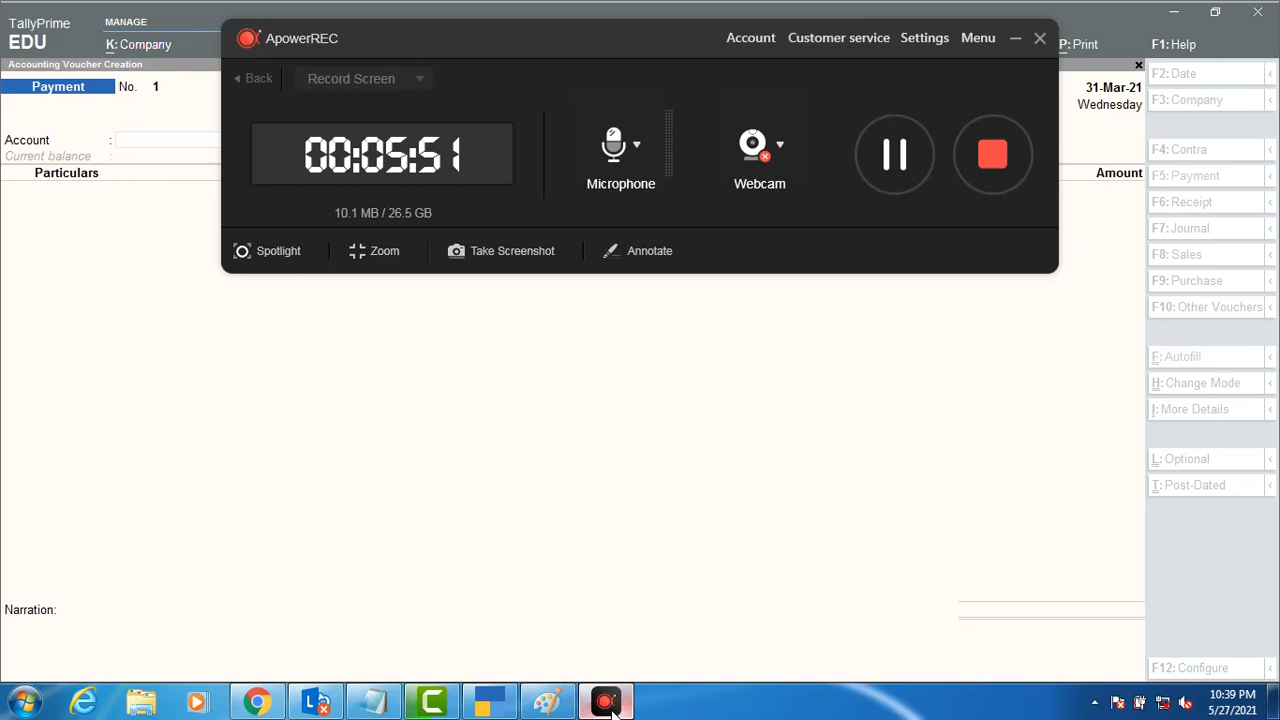 TallyPrime
EDU
MANAGE
K: Company
P: Print
F1: Help
Accounting Voucher Creation
Payment No. 1
31-Mar-21
Wednesday
Account :
Current balance :
Particulars
Amount
Narration:
ApowerREC
Account Customer service Settings Menu
Back
Record Screen
00:05:51
10.1 MB / 26.5 GB
Microphone
Webcam
Spotlight
Zoom
Take Screenshot
Annotate
F2: Date
F3: Company
F4: Contra
F5: Payment
F6: Receipt
F7: Journal
F8: Sales
F9: Purchase
F10: Other Vouchers
F: Autofill
H: Change Mode
I: More Details
L: Optional
T: Post-Dated
F12: Configure
10:39 PM
5/27/2021